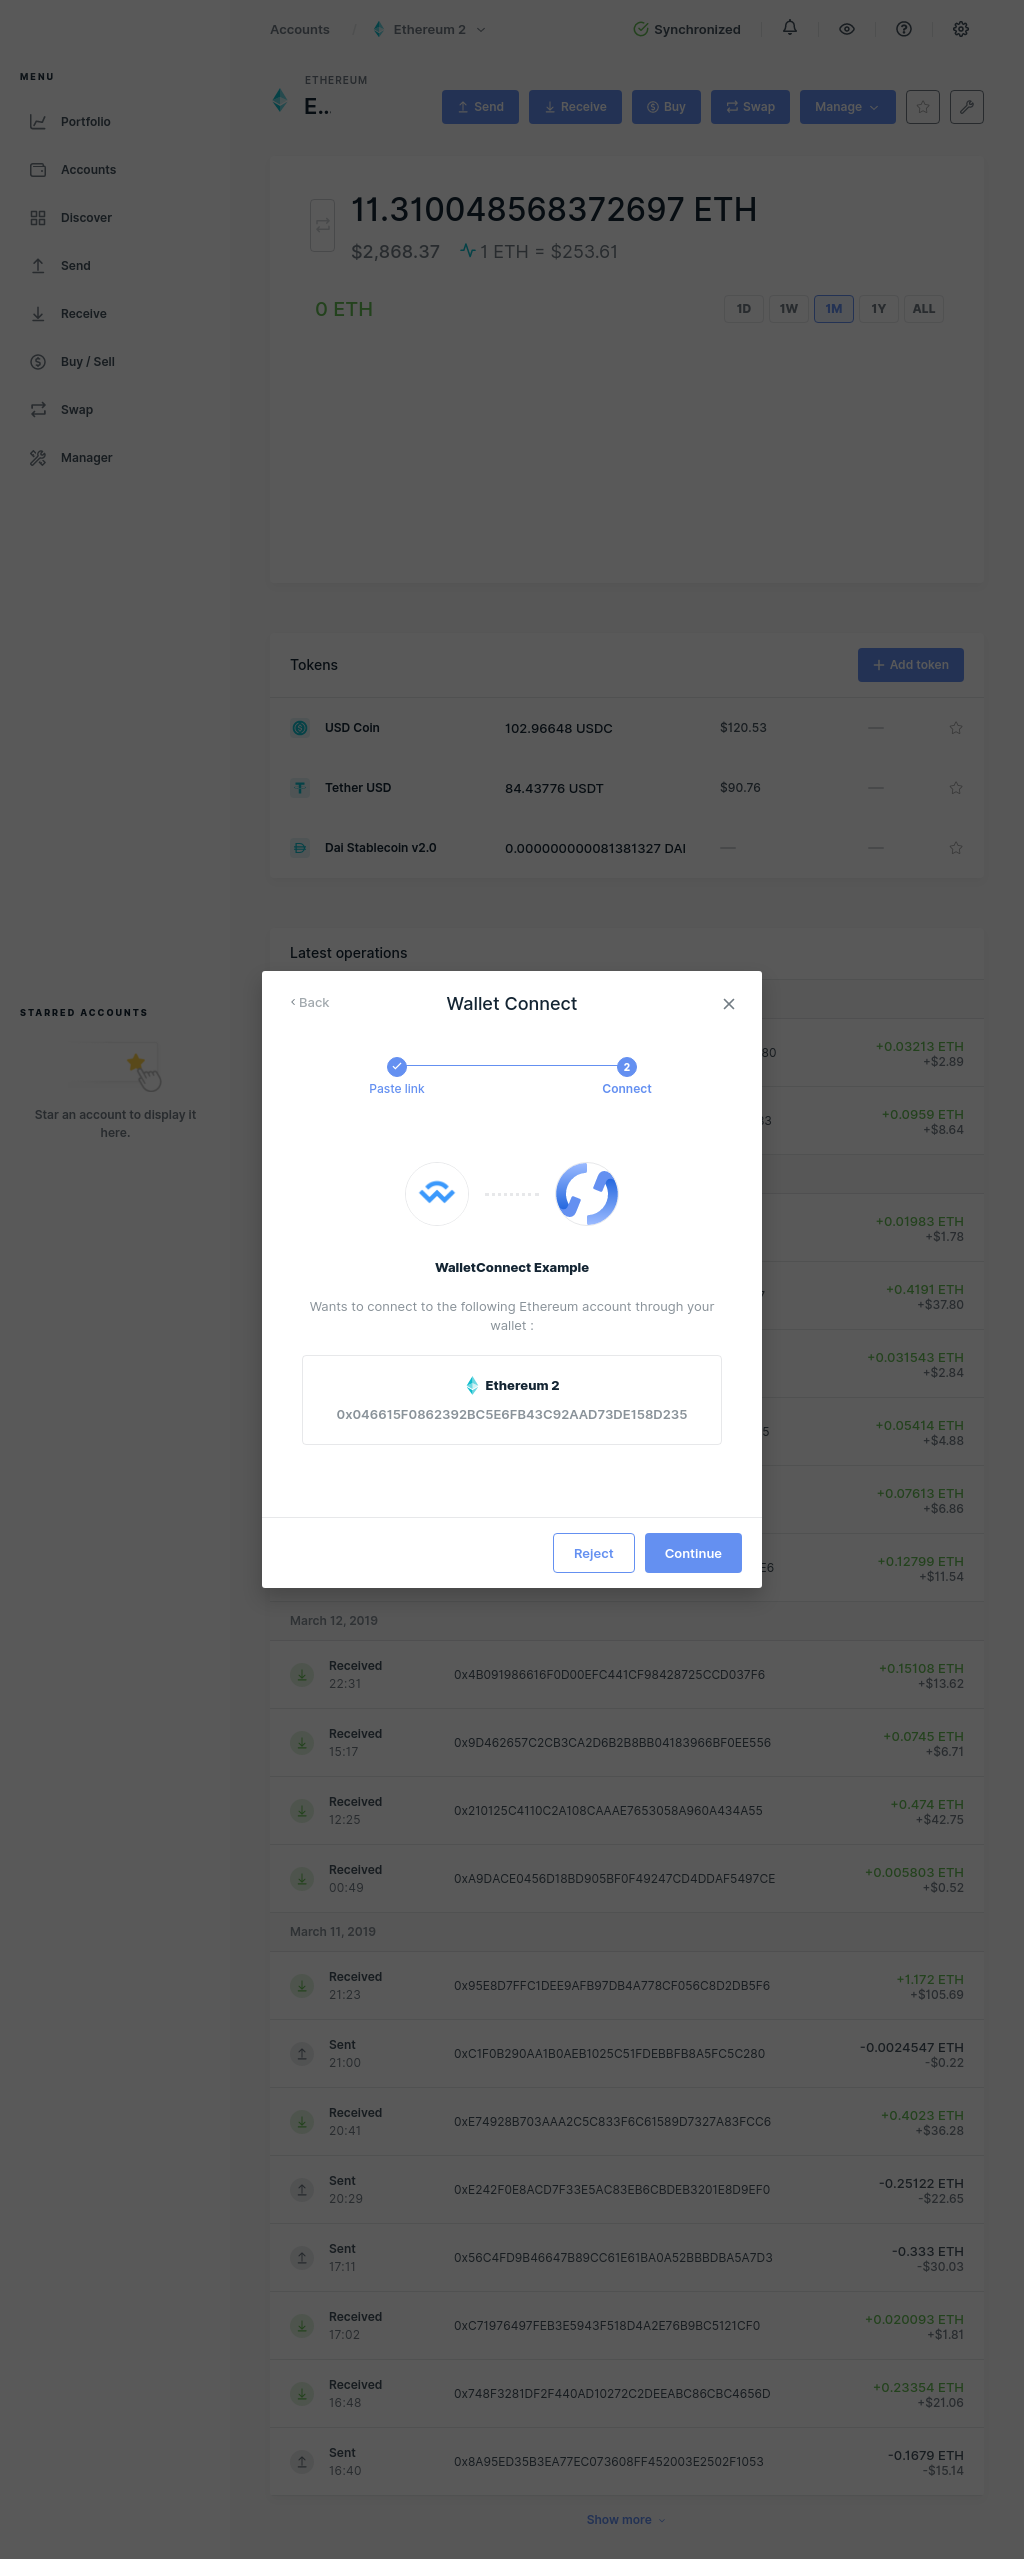 Accounts / Ethereum 2
Synchronized
MENU
Portfolio
Accounts
Discover
Send
Receive
Buy / Sell
Swap
Manager
STARRED ACCOUNTS
Star an account to display it
here.
ETHEREUM
E...
Send Receive Buy Swap Manage
11.310048568372697 ETH
$2,868.37 1 ETH = $253.61
0 ETH
1D 1W 1M 1Y ALL
Tokens
Add token
USD Coin 102.96648 USDC $120.53 —
Tether USD 84.43776 USDT $90.76 —
Dai Stablecoin v2.0 0.000000000081381327 DAI — —
Latest operations
Back
Wallet Connect
Paste link
2
Connect
WalletConnect Example
Wants to connect to the following Ethereum account through your
wallet :
Ethereum 2
0x046615F0862392BC5E6FB43C92AAD73DE158D235
Reject Continue
80 +0.03213 ETH
+$2.89
+0.0959 ETH
+$8.64
+0.01983 ETH
+$1.78
+0.4191 ETH
+$37.80
+0.031543 ETH
+$2.84
5 +0.05414 ETH
+$4.88
+0.07613 ETH
+$6.86
E6 +0.12799 ETH
+$11.54
March 12, 2019
Received 0x4B091986616F0D00EFC441CF98428725CCD037F6 +0.15108 ETH
22:31 +$13.62
Received 0x9D462657C2CB3CA2D6B2B8BB04183966BF0EE556 +0.0745 ETH
15:17 +$6.71
Received 0x210125C4110C2A108CAAAE7653058A960A434A55 +0.474 ETH
12:25 +$42.75
Received 0xA9DACE0456D18BD905BF0F49247CD4DDAF5497CE +0.005803 ETH
00:49 +$0.52
March 11, 2019
Received 0x95E8D7FFC1DEE9AFB97DB4A778CF056C8D2DB5F6 +1.172 ETH
21:23 +$105.69
Sent 0xC1F0B290AA1B0AEB1025C51FDEBBFB8A5FC5C280 -0.0024547 ETH
21:00 -$0.22
Received 0xE74928B703AAA2C5C833F6C61589D7327A83FCC6 +0.4023 ETH
20:41 +$36.28
Sent 0xE242F0E8ACD7F33E5AC83EB6CBDEB3201E8D9EF0 -0.25122 ETH
20:29 -$22.65
Sent 0x56C4FD9B46647B89CC61E61BA0A52BBBDBA5A7D3 -0.333 ETH
17:11 -$30.03
Received 0xC71976497FEB3E5943F518D4A2E76B9BC5121CF0 +0.020093 ETH
17:02 +$1.81
Received 0x748F3281DF2F440AD10272C2DEEABC86CBC4656D +0.23354 ETH
16:48 +$21.06
Sent 0x8A95ED35B3EA77EC073608FF452003E2502F1053 -0.1679 ETH
16:40 -$15.14
Show more